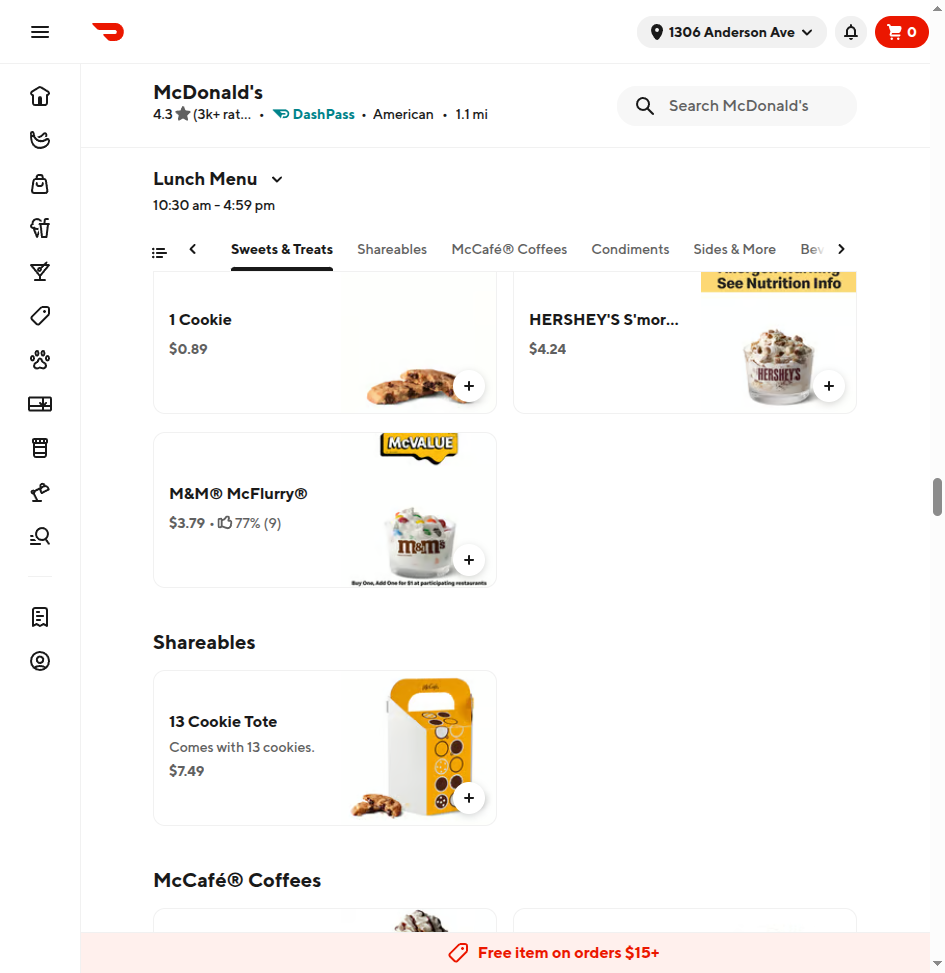 1306 Anderson Ave
0
McDonald's
4.3 (3k+ rat... • DashPass • American • 1.1 mi
Search McDonald's
Lunch Menu
10:30 am - 4:59 pm
Sweets & Treats Shareables McCafé® Coffees Condiments Sides & More Bev
See Nutrition Info
1 Cookie
$0.89
HERSHEY'S S'mor...
$4.24
HERSHEY'S
McVALUE
M&M® McFlurry®
$3.79 • 77% (9)
m&m's
Buy One, Add One for $1 at participating restaurants
Shareables
McCafé
13 Cookie Tote
Comes with 13 cookies.
$7.49
McCafé® Coffees
Free item on orders $15+